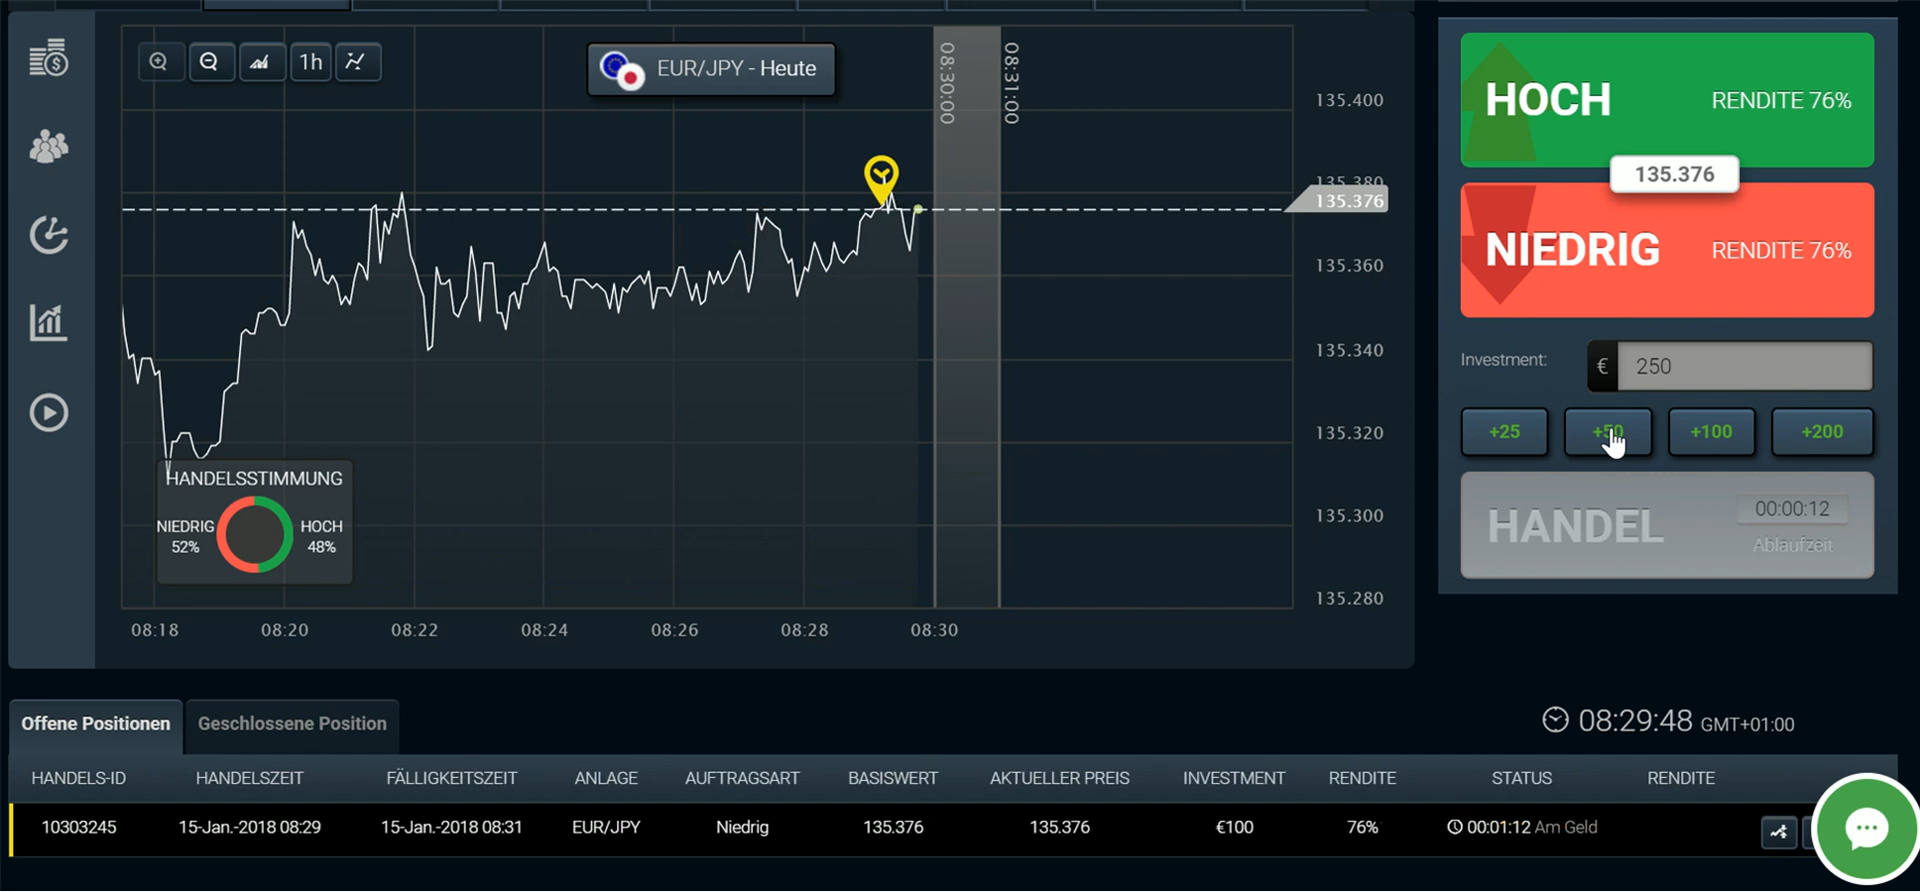 1h
EUR/JPY - Heute
08:30:00
08:31:00
135.400
135.380
135.376
135.360
135.340
135.320
135.300
135.280
HANDELSSTIMMUNG
NIEDRIG
52%
HOCH
48%
08:18
08:20
08:22
08:24
08:26
08:28
08:30
HOCH RENDITE 76%
135.376
NIEDRIG RENDITE 76%
Investment: € 250
+25 +50 +100 +200
HANDEL 00:00:12
Ablaufzeit
Offene Positionen Geschlossene Position
08:29:48 GMT+01:00
HANDELS-ID HANDELSZEIT FÄLLIGKEITSZEIT ANLAGE AUFTRAGSART BASISWERT AKTUELLER PREIS INVESTMENT RENDITE STATUS RENDITE
10303245 15-Jan.-2018 08:29 15-Jan.-2018 08:31 EUR/JPY Niedrig 135.376 135.376 €100 76% 00:01:12 Am Geld